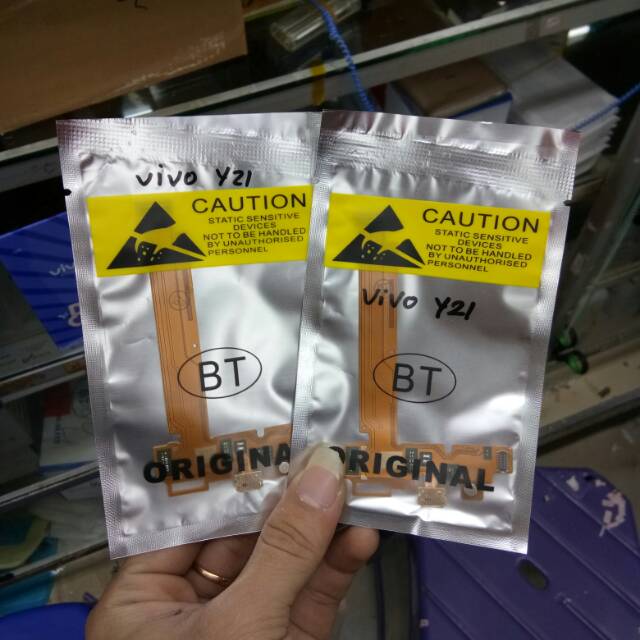 vivo Y21
CAUTION
STATIC SENSITIVE
DEVICES
NOT TO BE HANDLED
BY UNAUTHORISED
PERSONNEL
BT
ORIGINA
CAUTION
STATIC SENSITIVE
DEVICES
NOT TO BE HANDLED
BY UNAUTHORISED
PERSONNEL
vivo Y21
BT
ORIGINAL